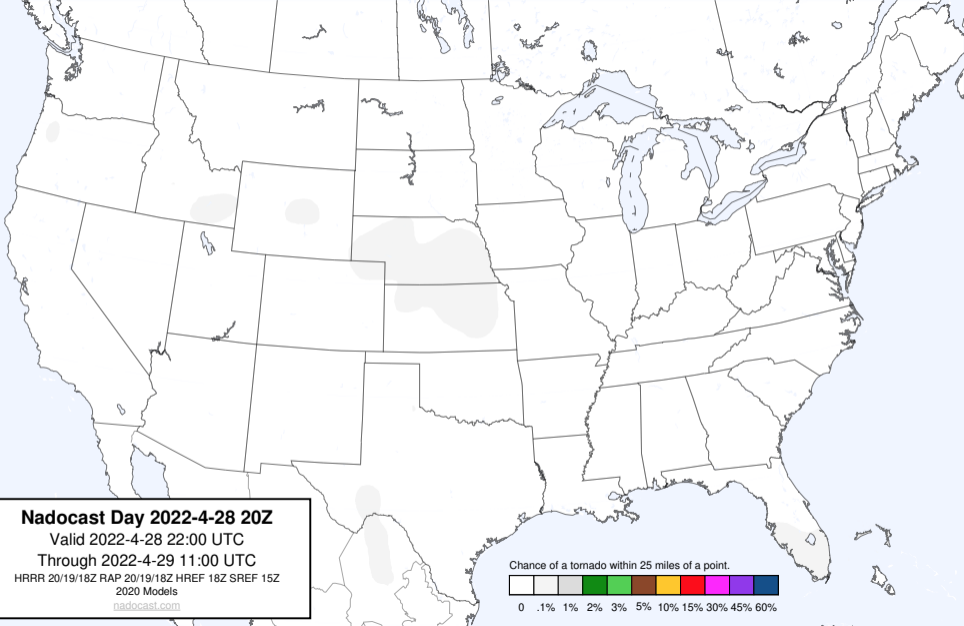 Nadocast Day 2022-4-28 20Z
Valid 2022-4-28 22:00 UTC
Through 2022-4-29 11:00 UTC
HRRR 20/19/18Z RAP 20/19/18Z HREF 18Z SREF 15Z
2020 Models
nadocast.com
Chance of a tornado within 25 miles of a point.
0 .1% 1% 2% 3% 5% 10% 15% 30% 45% 60%